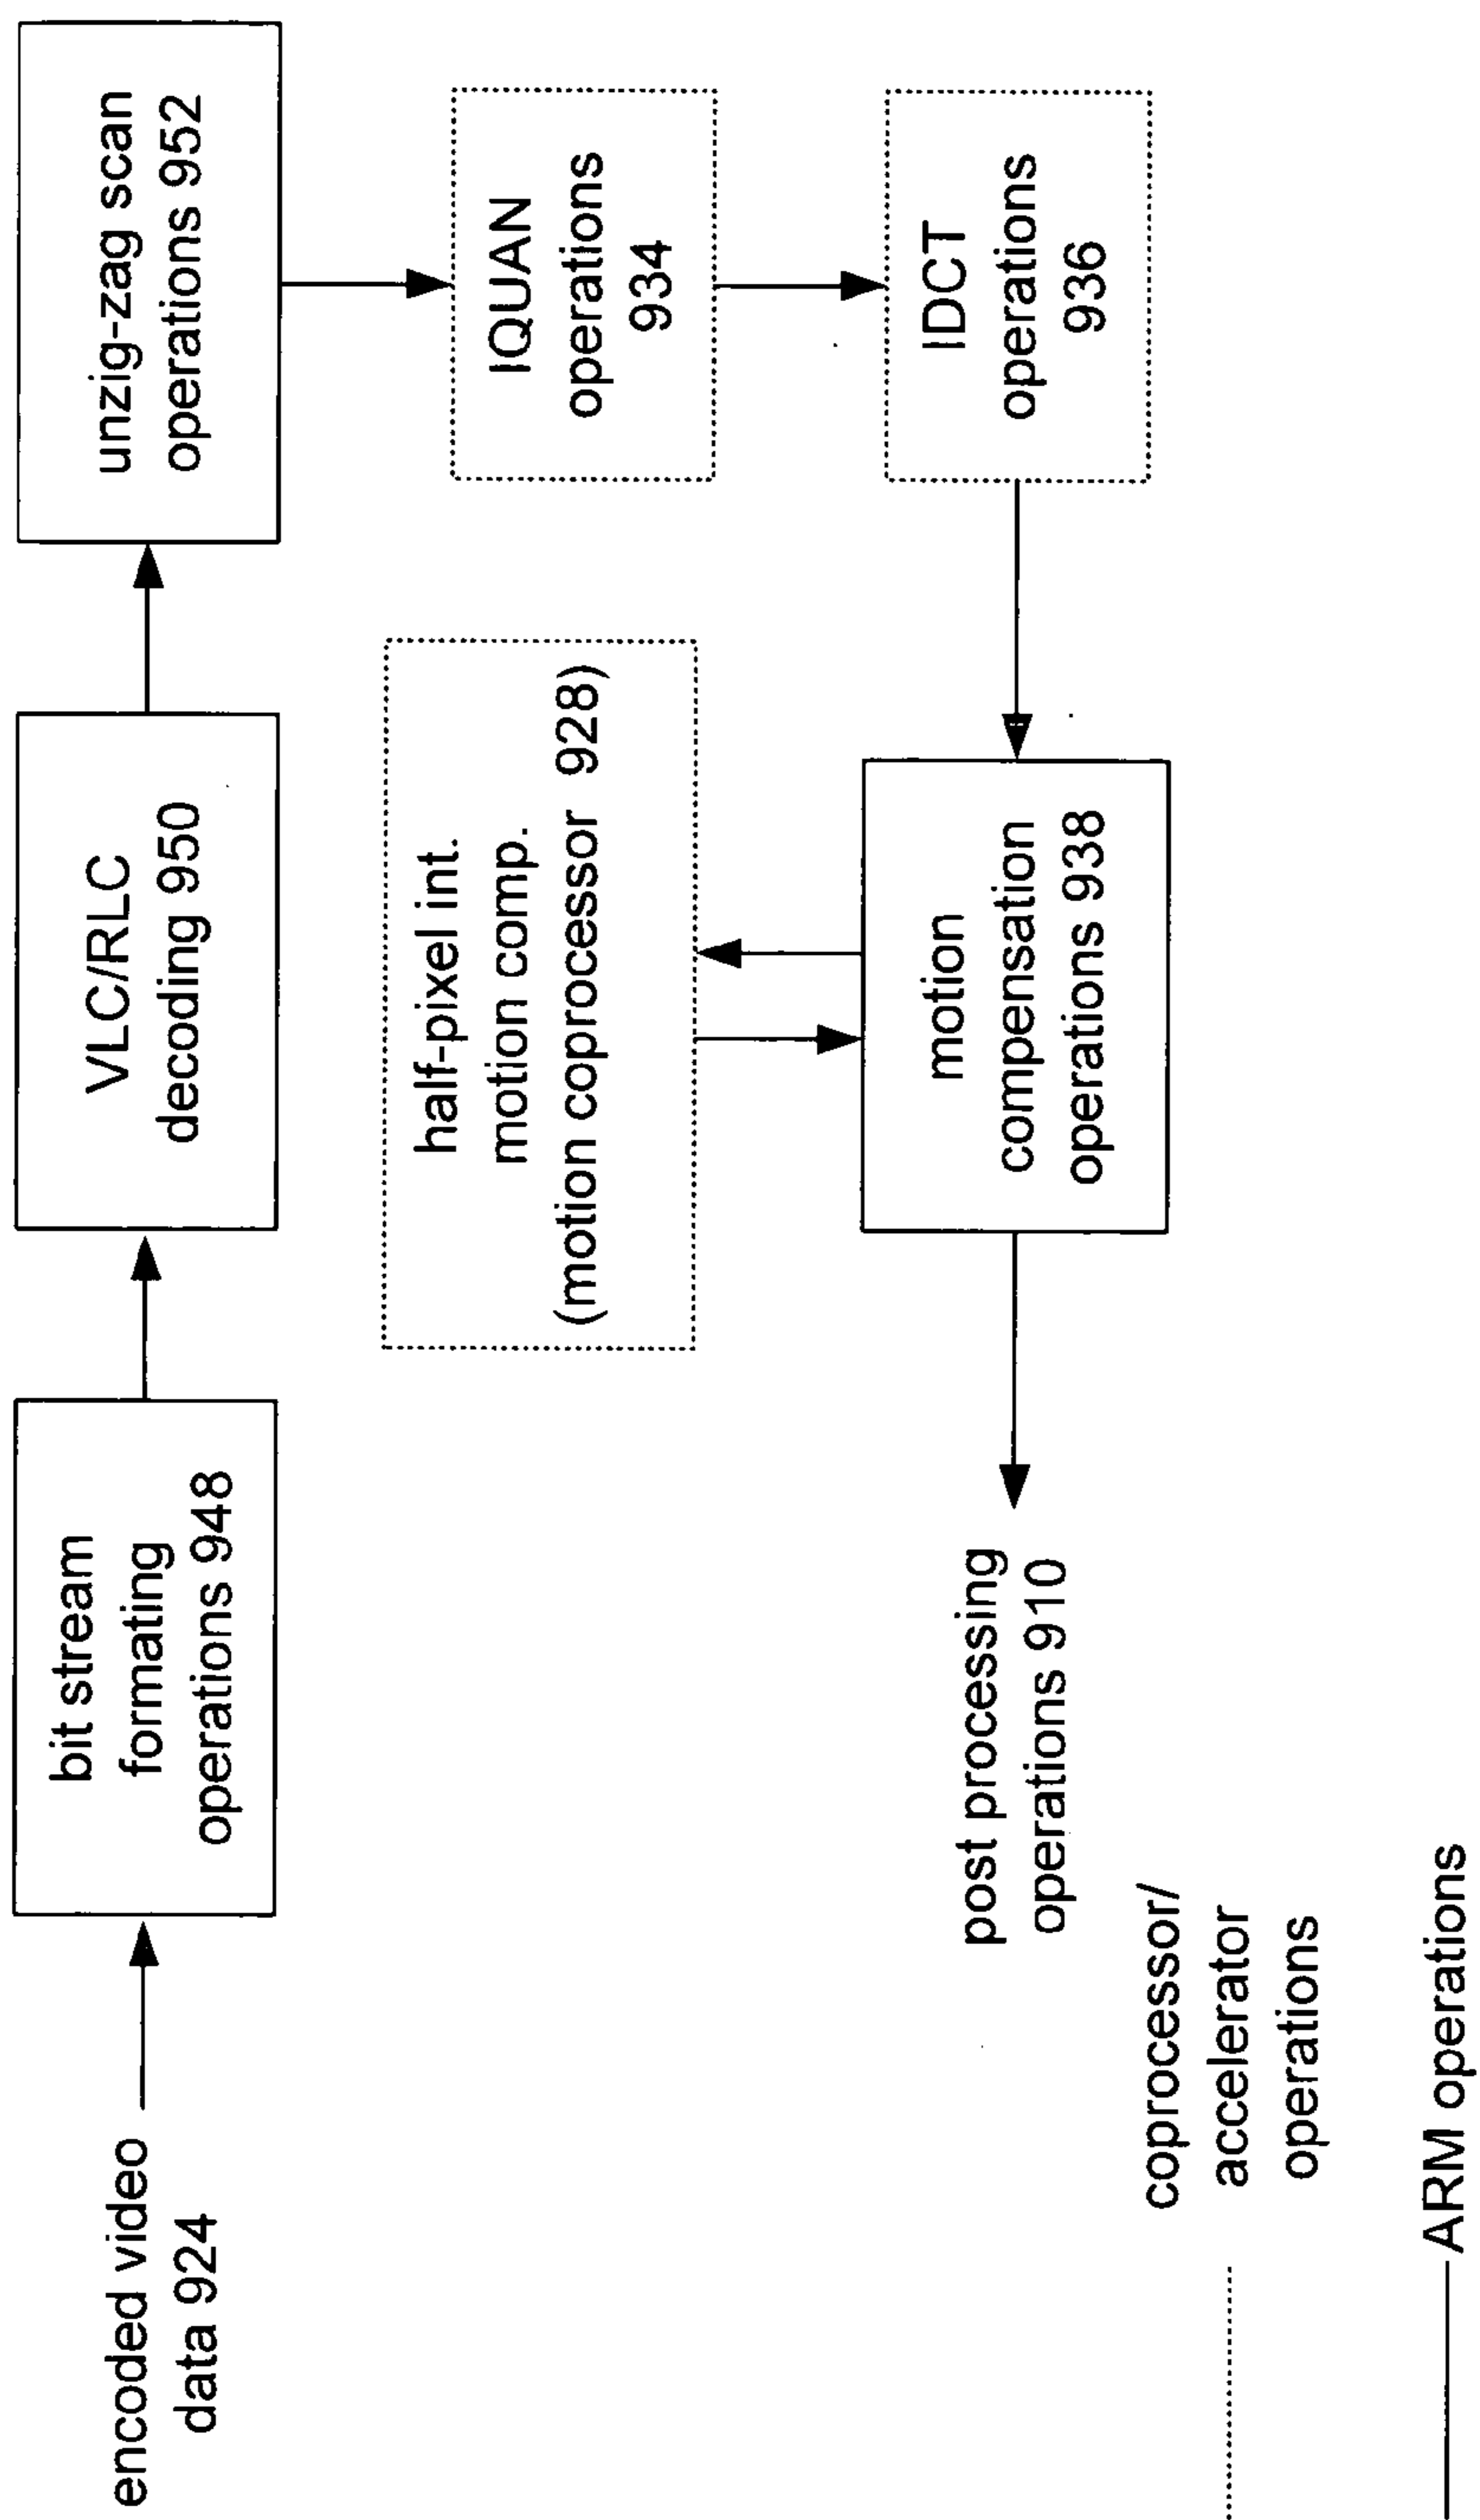 encoded video
data 924
bit stream
formating
operations 948
VLC/RLC
decoding 950
unzig-zag scan
operations 952
IQUAN
operations
934
IDCT
operations
936
half-pixel int.
motion comp.
(motion coprocessor 928)
motion
compensation
operations 938
post processing
operations 910
coprocessor/
accelerator
operations
ARM operations